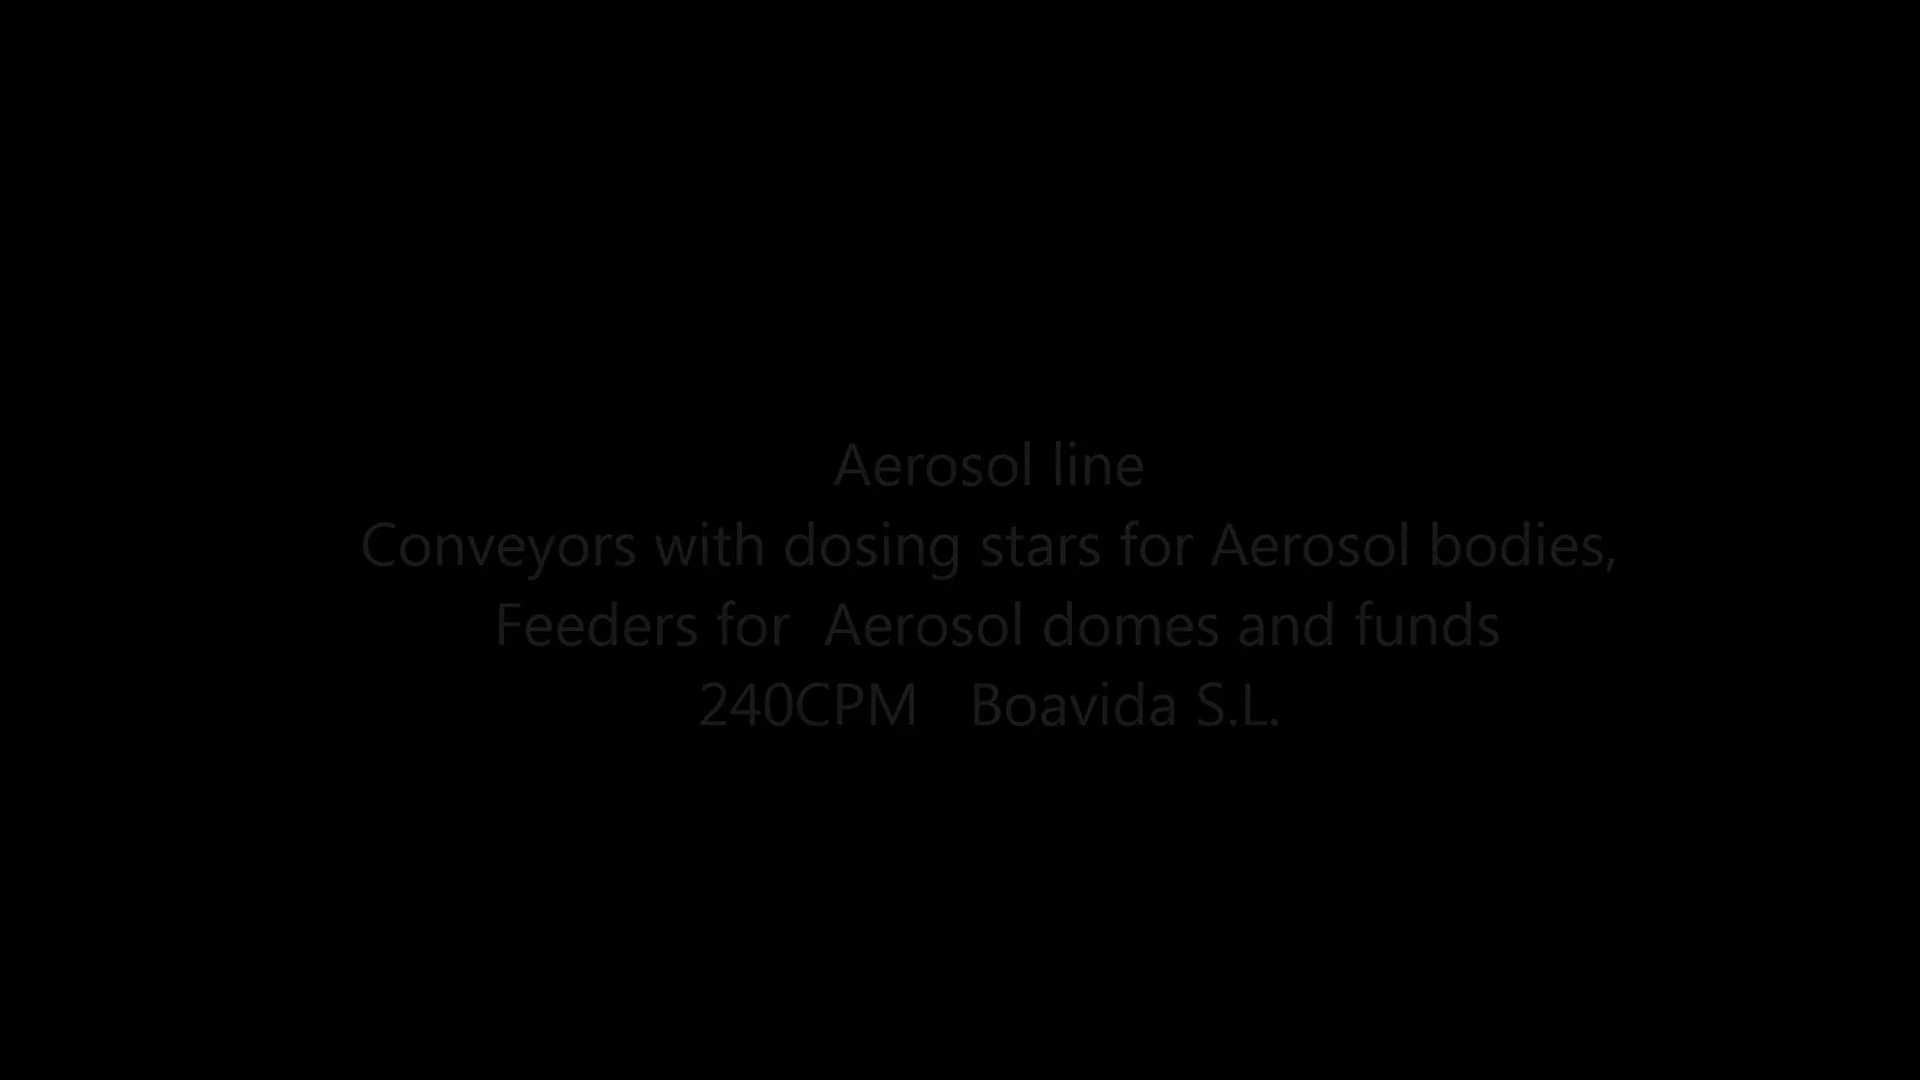 Aerosol line
Conveyors with dosing stars for Aerosol bodies,
Feeders for  Aerosol domes and funds
240CPM   Boavida S.L.